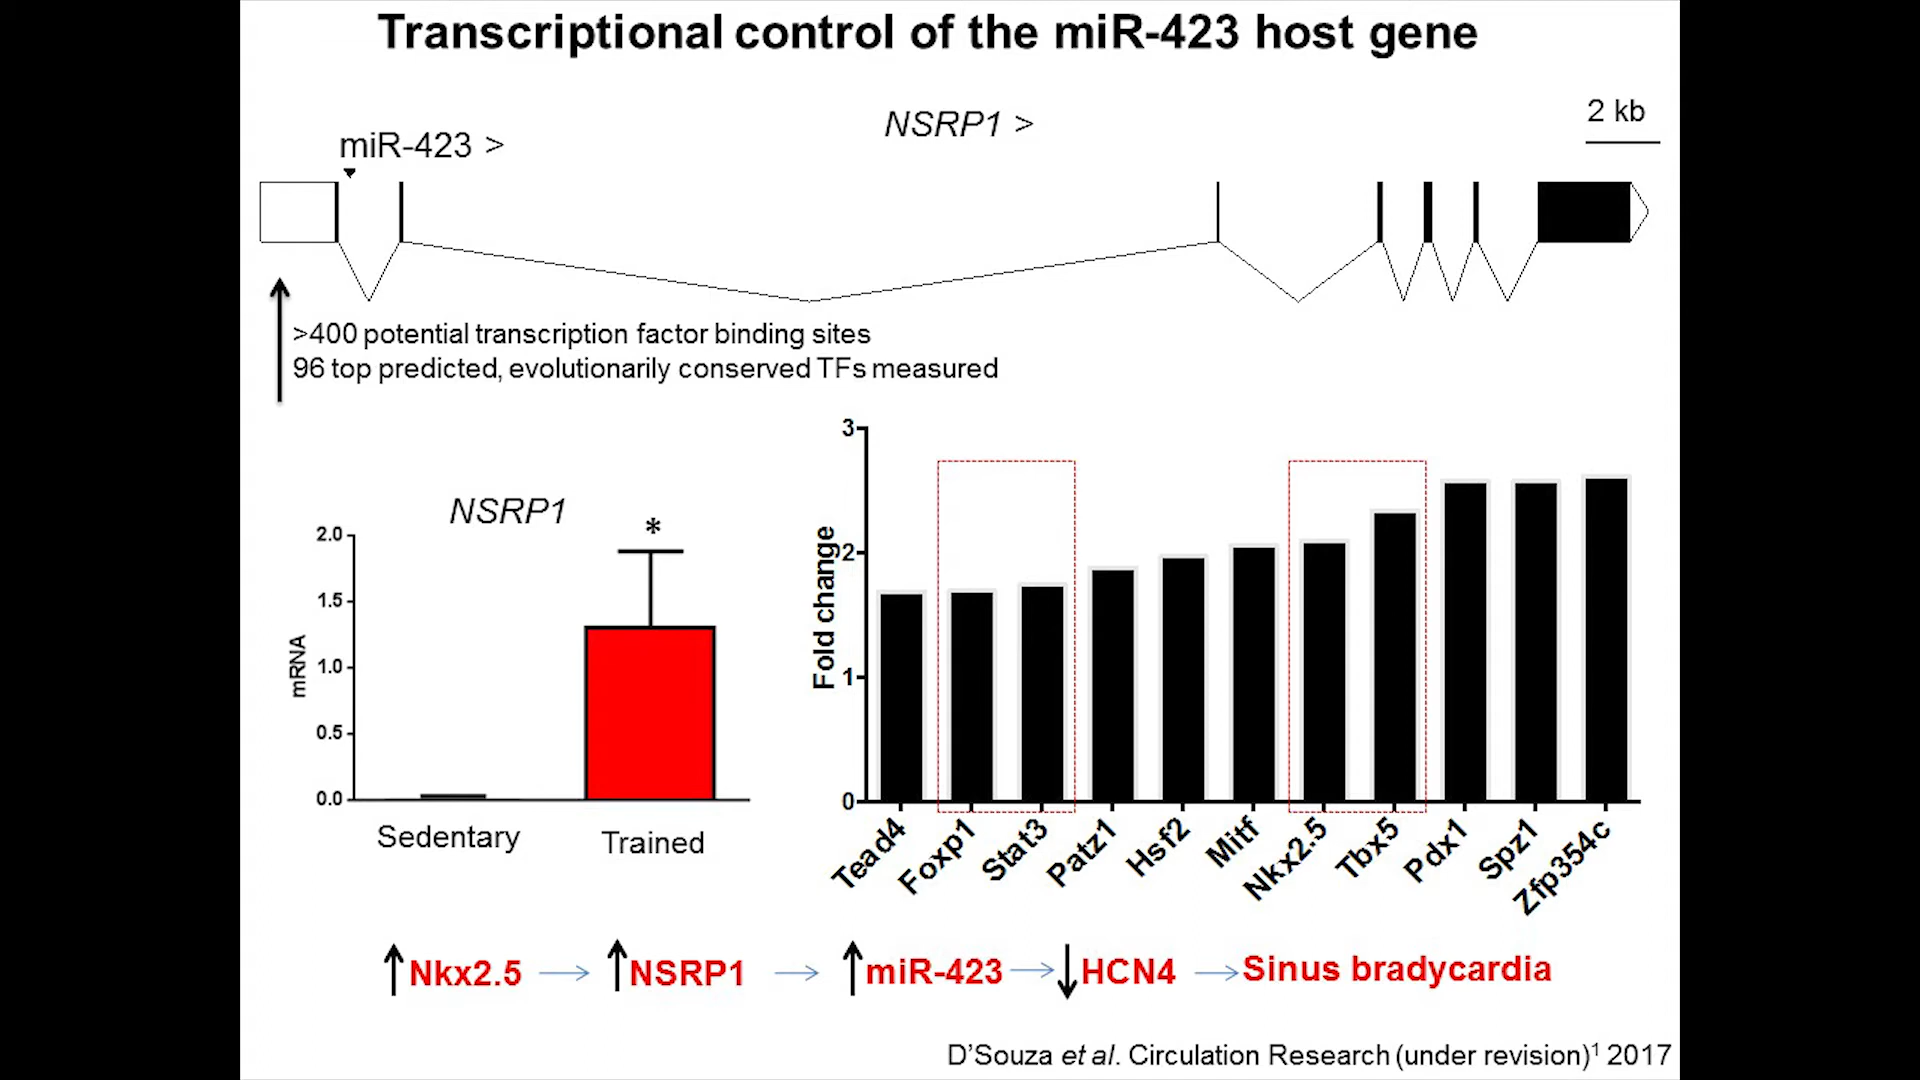 Transcriptional control of the miR-423 host gene
NSRP1 >
2 kb
miR-423 >
>400 potential transcription factor binding sites
96 top predicted, evolutionarily conserved TFs measured
NSRP1
*
mRNA
2.0
1.5
1.0
0.5
0.0
Sedentary
Trained
Fold change
3
2
1
0
Tead4
Foxp1
Stat3
Patz1
Hsf2
Mitf
Nkx2.5
Tbx5
Pdx1
Spz1
Zfp354c
↑Nkx2.5 → ↑NSRP1 → ↑miR-423 → ↓HCN4 → Sinus bradycardia
D’Souza et al. Circulation Research (under revision)¹ 2017